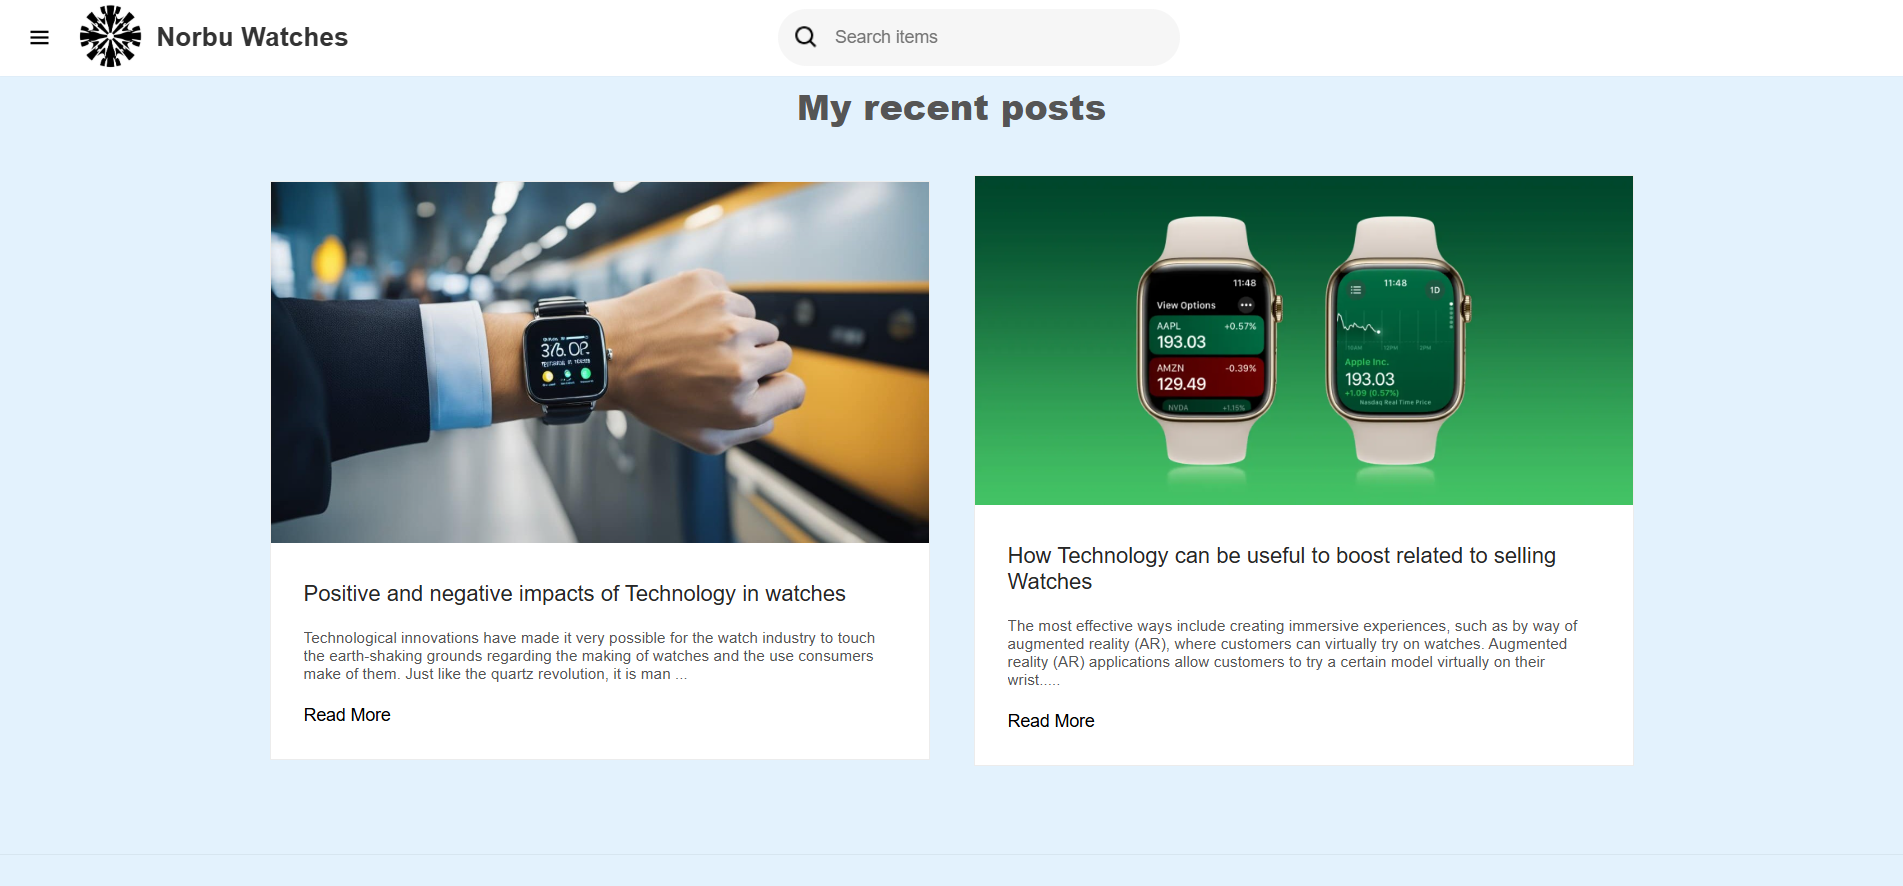 Norbu Watches
Search items
My recent posts
11:48
View Options
AAPL +0.57%
193.03
AMZN -0.39%
129.49
NVDA +1.15%
11:48
1D
10AM 12PM 2PM
Apple Inc.
193.03
+1.09 (0.57%)
Nasdaq Real Time Price
Positive and negative impacts of Technology in watches
Technological innovations have made it very possible for the watch industry to touch
the earth-shaking grounds regarding the making of watches and the use consumers
make of them. Just like the quartz revolution, it is man ...
Read More
How Technology can be useful to boost related to selling
Watches
The most effective ways include creating immersive experiences, such as by way of
augmented reality (AR), where customers can virtually try on watches. Augmented
reality (AR) applications allow customers to try a certain model virtually on their
wrist.....
Read More